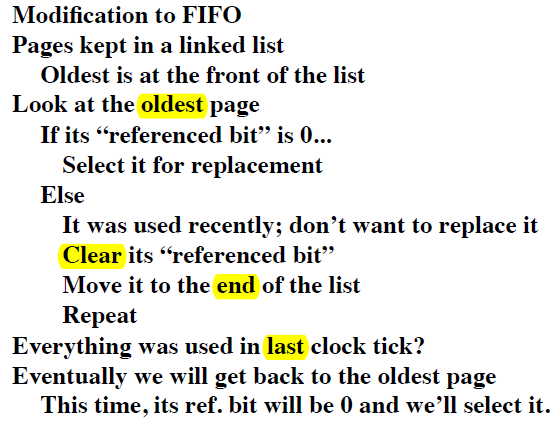 Modification to FIFO
Pages kept in a linked list
Oldest is at the front of the list
Look at the oldest page
If its “referenced bit” is 0...
Select it for replacement
Else
It was used recently; don’t want to replace it
Clear its “referenced bit”
Move it to the end of the list
Repeat
Everything was used in last clock tick?
Eventually we will get back to the oldest page
This time, its ref. bit will be 0 and we’ll select it.